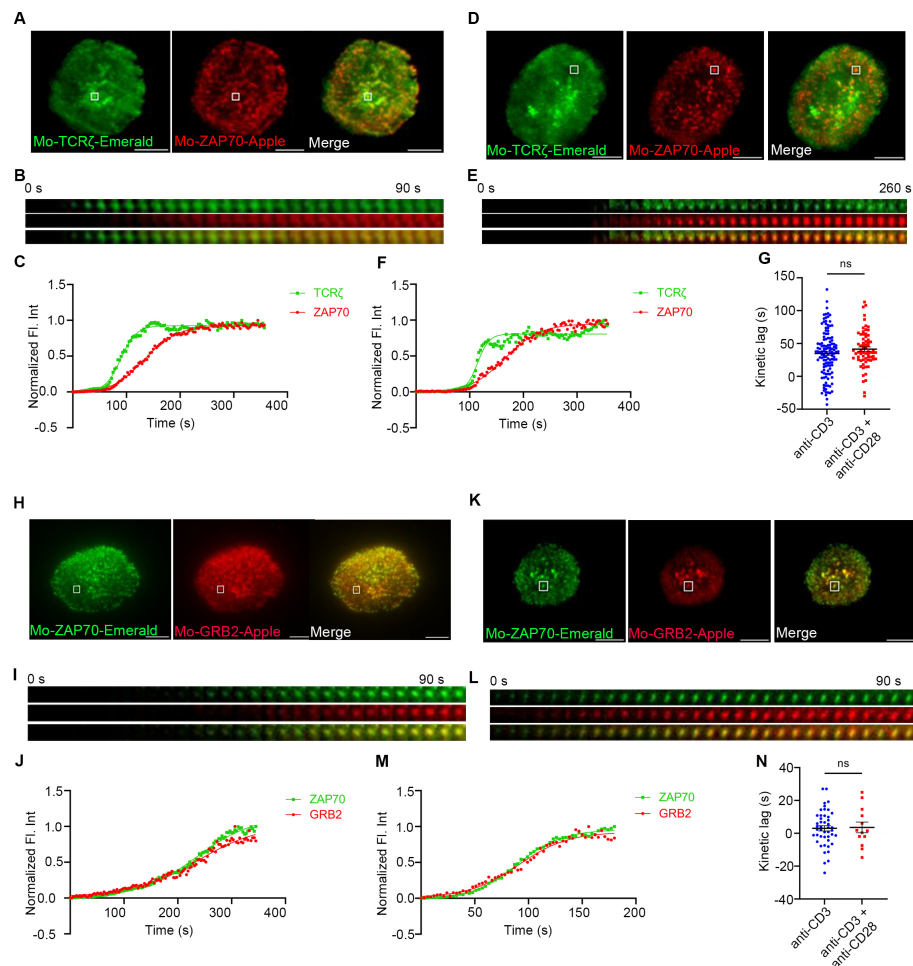 A
Mo-TCRζ-Emerald
Mo-ZAP70-Apple
Merge
D
Mo-TCRζ-Emerald
Mo-ZAP70-Apple
Merge
B
0 s
90 s
E
0 s
260 s
C
Normalized Fl. Int
1.5
1.0
0.5
0.0
-0.5
100
200
300
400
Time (s)
TCRζ
ZAP70
F
Normalized Fl. Int
1.5
1.0
0.5
0.0
-0.5
100
200
300
400
Time (s)
TCRζ
ZAP70
G
ns
Kinetic lag (s)
150
100
50
0
-50
anti-CD3
anti-CD3 +
anti-CD28
H
Mo-ZAP70-Emerald
Mo-GRB2-Apple
Merge
K
Mo-ZAP70-Emerald
Mo-GRB2-Apple
Merge
I
0 s
90 s
L
0 s
90 s
J
Normalized Fl. Int
1.5
1.0
0.5
0.0
-0.5
100
200
300
400
Time (s)
ZAP70
GRB2
M
Normalized Fl. Int
1.5
1.0
0.5
0.0
-0.5
50
100
150
200
Time (s)
ZAP70
GRB2
N
ns
Kinetic lag (s)
40
20
0
-20
-40
anti-CD3
anti-CD3 +
anti-CD28